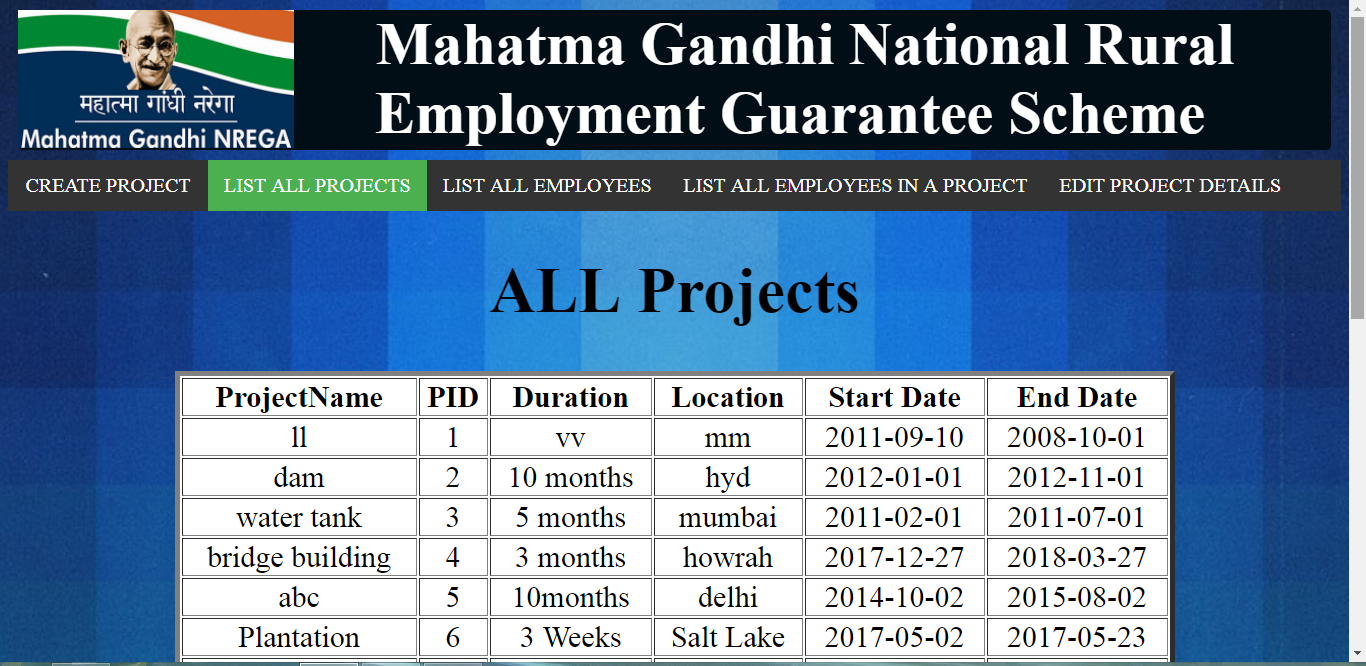 महात्मा गांधी नरेगा
Mahatma Gandhi NREGA
Mahatma Gandhi National Rural
Employment Guarantee Scheme
CREATE PROJECT LIST ALL PROJECTS LIST ALL EMPLOYEES LIST ALL EMPLOYEES IN A PROJECT EDIT PROJECT DETAILS
ALL Projects
ProjectName PID Duration Location Start Date End Date
ll 1 vv mm 2011-09-10 2008-10-01
dam 2 10 months hyd 2012-01-01 2012-11-01
water tank 3 5 months mumbai 2011-02-01 2011-07-01
bridge building 4 3 months howrah 2017-12-27 2018-03-27
abc 5 10months delhi 2014-10-02 2015-08-02
Plantation 6 3 Weeks Salt Lake 2017-05-02 2017-05-23